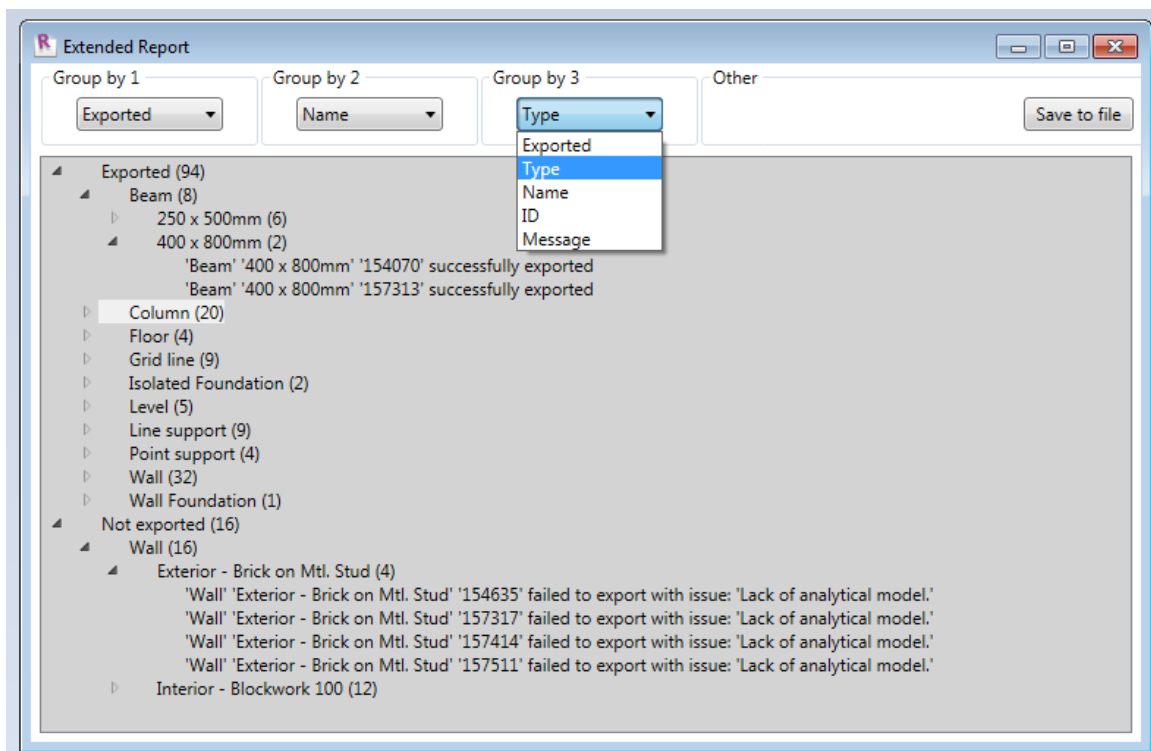 Extended Report
Group by 1
Group by 2
Group by 3
Other
Exported
Name
Type
Save to file
Exported
Type
Name
ID
Message
Exported (94)
Beam (8)
250 x 500mm (6)
400 x 800mm (2)
'Beam' '400 x 800mm' '154070' successfully exported
'Beam' '400 x 800mm' '157313' successfully exported
Column (20)
Floor (4)
Grid line (9)
Isolated Foundation (2)
Level (5)
Line support (9)
Point support (4)
Wall (32)
Wall Foundation (1)
Not exported (16)
Wall (16)
Exterior - Brick on Mtl. Stud (4)
'Wall' 'Exterior - Brick on Mtl. Stud' '154635' failed to export with issue: 'Lack of analytical model.'
'Wall' 'Exterior - Brick on Mtl. Stud' '157317' failed to export with issue: 'Lack of analytical model.'
'Wall' 'Exterior - Brick on Mtl. Stud' '157414' failed to export with issue: 'Lack of analytical model.'
'Wall' 'Exterior - Brick on Mtl. Stud' '157511' failed to export with issue: 'Lack of analytical model.'
Interior - Blockwork 100 (12)